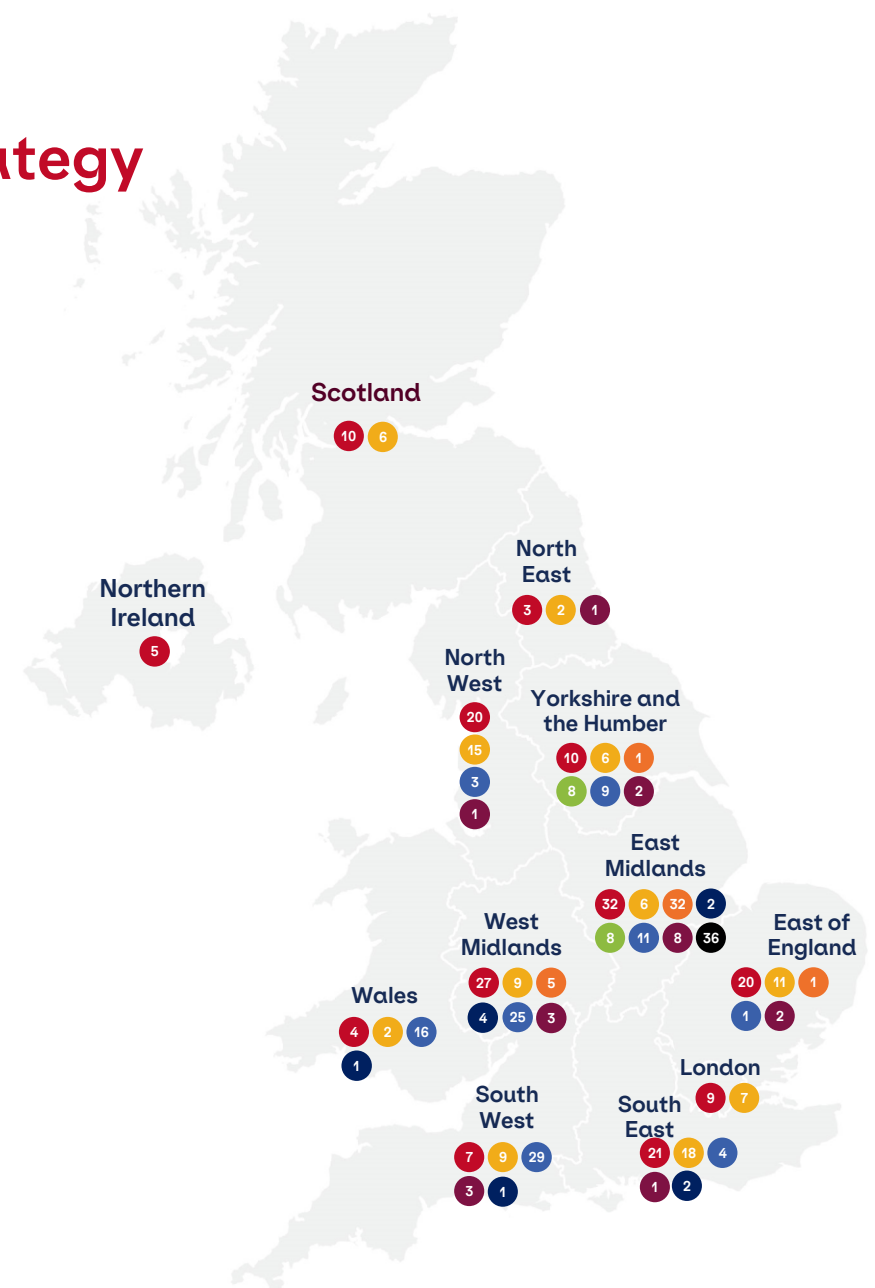 ategy
Scotland
10 6
North
East
3 2 1
Northern
Ireland
5
North
West
20
15
3
1
Yorkshire and
the Humber
10 6 1
8 9 2
East
Midlands
32 6 32 2
8 11 8 36
West
Midlands
27 9 5
4 25 3
East of
England
20 11 1
1 2
Wales
4 2 16
1
London
9 7
South
East
21 18 4
1 2
South
West
7 9 29
3 1